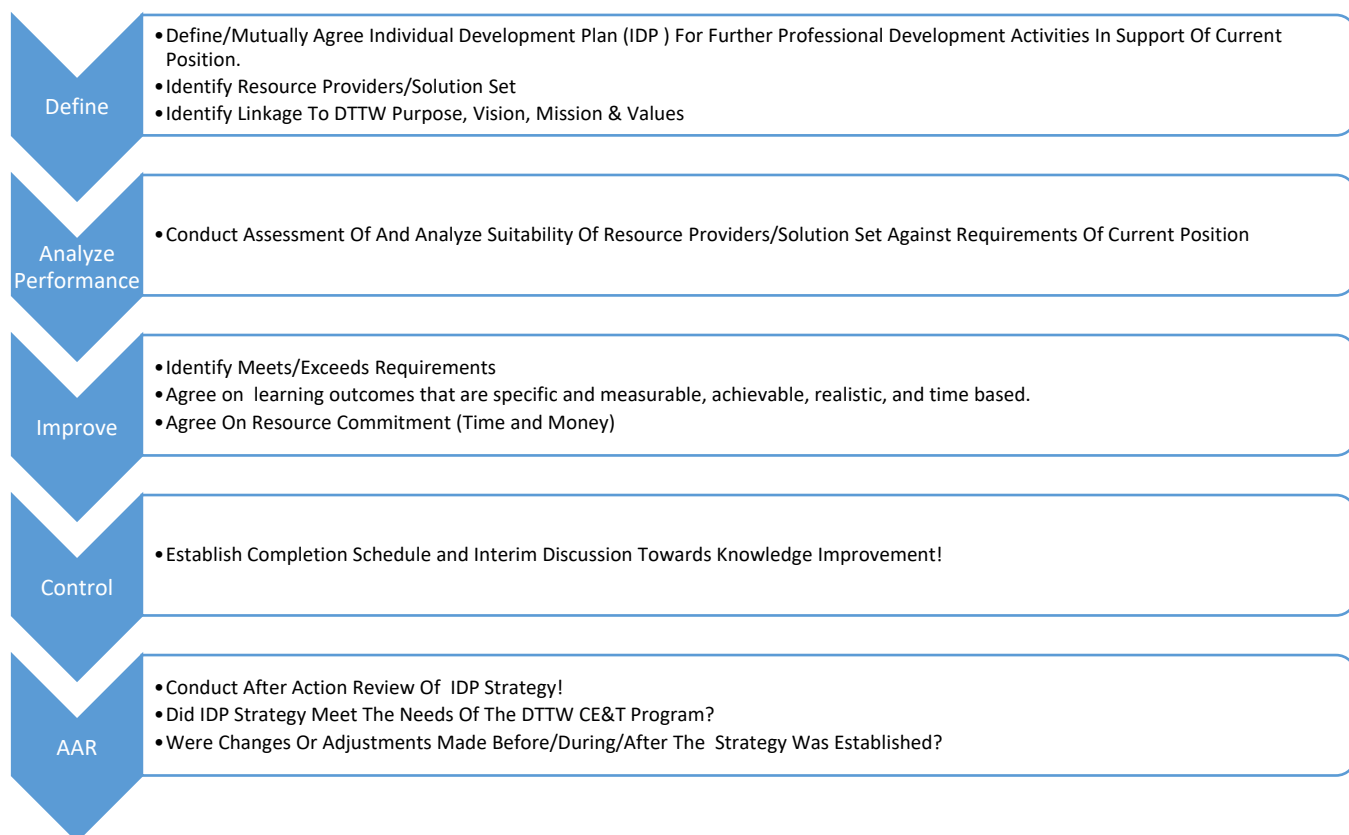 Define
•Define/Mutually Agree Individual Development Plan (IDP ) For Further Professional Development Activities In Support Of Current
Position.
•Identify Resource Providers/Solution Set
•Identify Linkage To DTTW Purpose, Vision, Mission & Values
Analyze
Performance
•Conduct Assessment Of And Analyze Suitability Of Resource Providers/Solution Set Against Requirements Of Current Position
Improve
•Identify Meets/Exceeds Requirements
•Agree on  learning outcomes that are specific and measurable, achievable, realistic, and time based.
•Agree On Resource Commitment (Time and Money)
Control
•Establish Completion Schedule and Interim Discussion Towards Knowledge Improvement!
AAR
•Conduct After Action Review Of  IDP Strategy!
•Did IDP Strategy Meet The Needs Of The DTTW CE&T Program?
•Were Changes Or Adjustments Made Before/During/After The  Strategy Was Established?